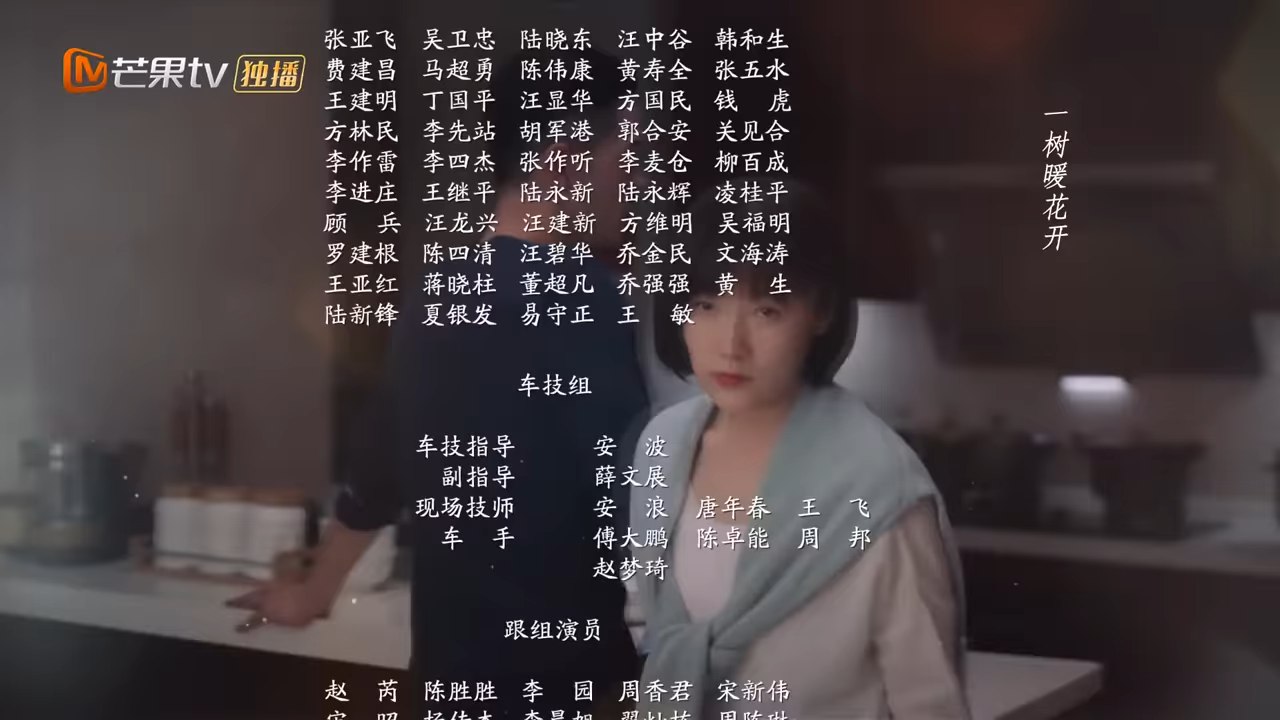 芒果tv 独播
张亚飞 吴卫忠 陆晓东 汪中谷 韩和生
费建昌 马超勇 陈伟康 黄寿全 张五水
王建明 丁国平 汪显华 方国民 钱 虎
方林民 李先站 胡军港 郭合安 关见合
李作雷 李四杰 张作听 李麦仓 柳百成
李进庄 王继平 陆永新 陆永辉 凌桂平
顾 兵 汪龙兴 汪建新 方维明 吴福明
罗建根 陈四清 汪碧华 乔金民 文海涛
王亚红 蒋晓柱 董超凡 乔强强 黄 生
陆新锋 夏银发 易守正 王 敏
车技组
车技指导 安 波
副指导 薛文展
现场技师 安 浪 唐年春 王 飞
车 手 傅大鹏 陈卓能 周 邦
赵梦琦
跟组演员
赵 芮 陈胜胜 李 园 周香君 宋新伟
一树暖花开